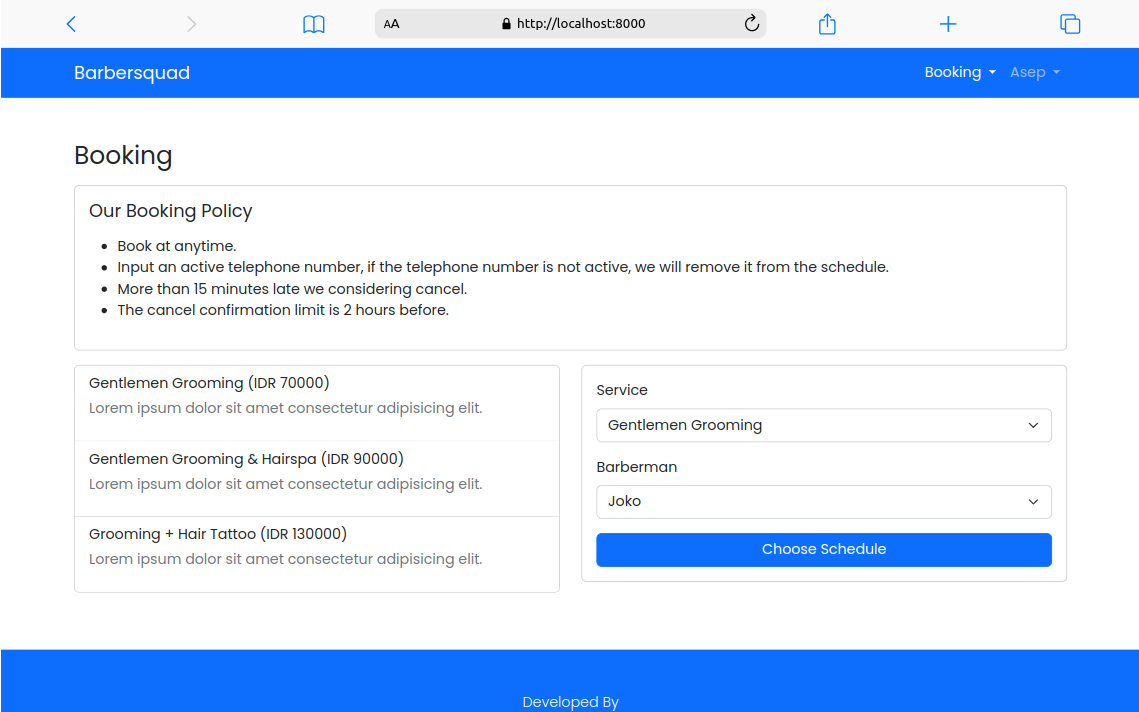 AA http://localhost:8000
Barbersquad Booking Asep
Booking
Our Booking Policy
Book at anytime.
Input an active telephone number, if the telephone number is not active, we will remove it from the schedule.
More than 15 minutes late we considering cancel.
The cancel confirmation limit is 2 hours before.
Gentlemen Grooming (IDR 70000)
Lorem ipsum dolor sit amet consectetur adipisicing elit.
Gentlemen Grooming & Hairspa (IDR 90000)
Lorem ipsum dolor sit amet consectetur adipisicing elit.
Grooming + Hair Tattoo (IDR 130000)
Lorem ipsum dolor sit amet consectetur adipisicing elit.
Service
Gentlemen Grooming
Barberman
Joko
Choose Schedule
Developed By